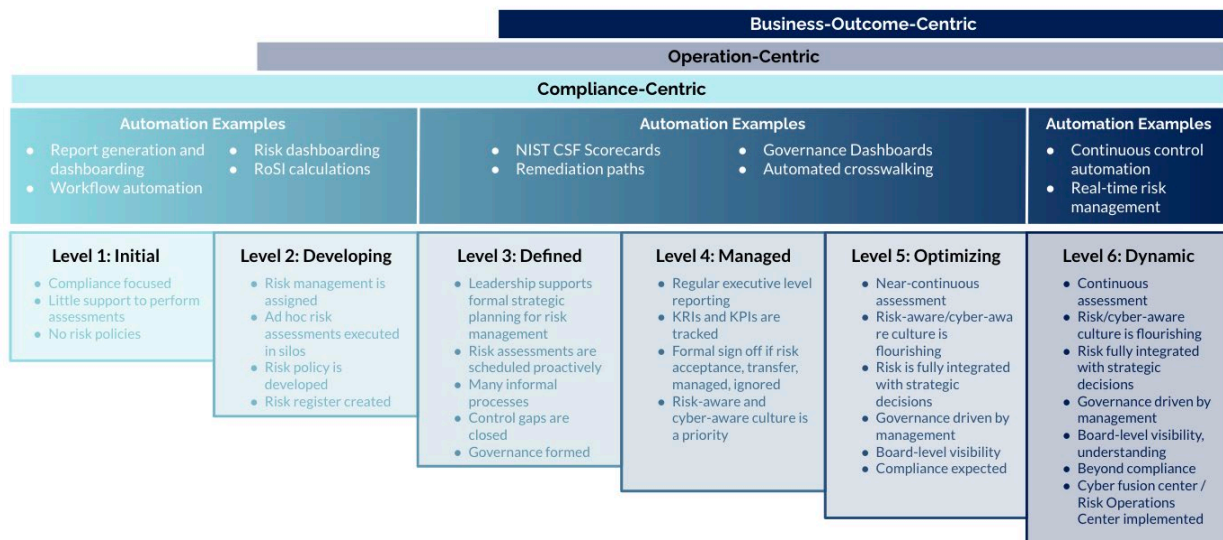 Business-Outcome-Centric
Operation-Centric
Compliance-Centric
Automation Examples
● Report generation and
dashboarding
● Workflow automation
● Risk dashboarding
● RoSI calculations
Automation Examples
● NIST CSF Scorecards
● Remediation paths
● Governance Dashboards
● Automated crosswalking
Automation Examples
● Continuous control
automation
● Real-time risk
management
Level 1: Initial
● Compliance focused
● Little support to perform
assessments
● No risk policies
Level 2: Developing
● Risk management is
assigned
● Ad hoc risk
assessments executed
in silos
● Risk policy is
developed
● Risk register created
Level 3: Defined
● Leadership supports
formal strategic
planning for risk
management
● Risk assessments are
scheduled proactively
● Many informal
processes
● Control gaps are
closed
● Governance formed
Level 4: Managed
● Regular executive level
reporting
● KRIs and KPIs are
tracked
● Formal sign off if risk
acceptance, transfer,
managed, ignored
● Risk-aware and
cyber-aware culture is
a priority
Level 5: Optimizing
● Near-continuous
assessment
● Risk-aware/cyber-awa
re culture is
flourishing
● Risk is fully integrated
with strategic
decisions
● Governance driven by
management
● Board-level visibility
● Compliance expected
Level 6: Dynamic
● Continuous
assessment
● Risk/cyber-aware
culture is flourishing
● Risk fully integrated
with strategic
decisions
● Governance driven by
management
● Board-level visibility,
understanding
● Beyond compliance
● Cyber fusion center /
Risk Operations
Center implemented